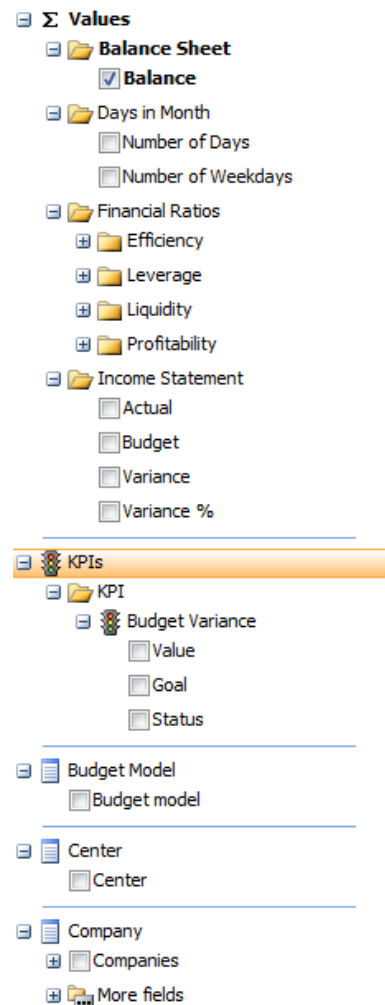 Σ Values
Balance Sheet
Balance
Days in Month
Number of Days
Number of Weekdays
Financial Ratios
Efficiency
Leverage
Liquidity
Profitability
Income Statement
Actual
Budget
Variance
Variance %
KPIs
KPI
Budget Variance
Value
Goal
Status
Budget Model
Budget model
Center
Center
Company
Companies
More fields